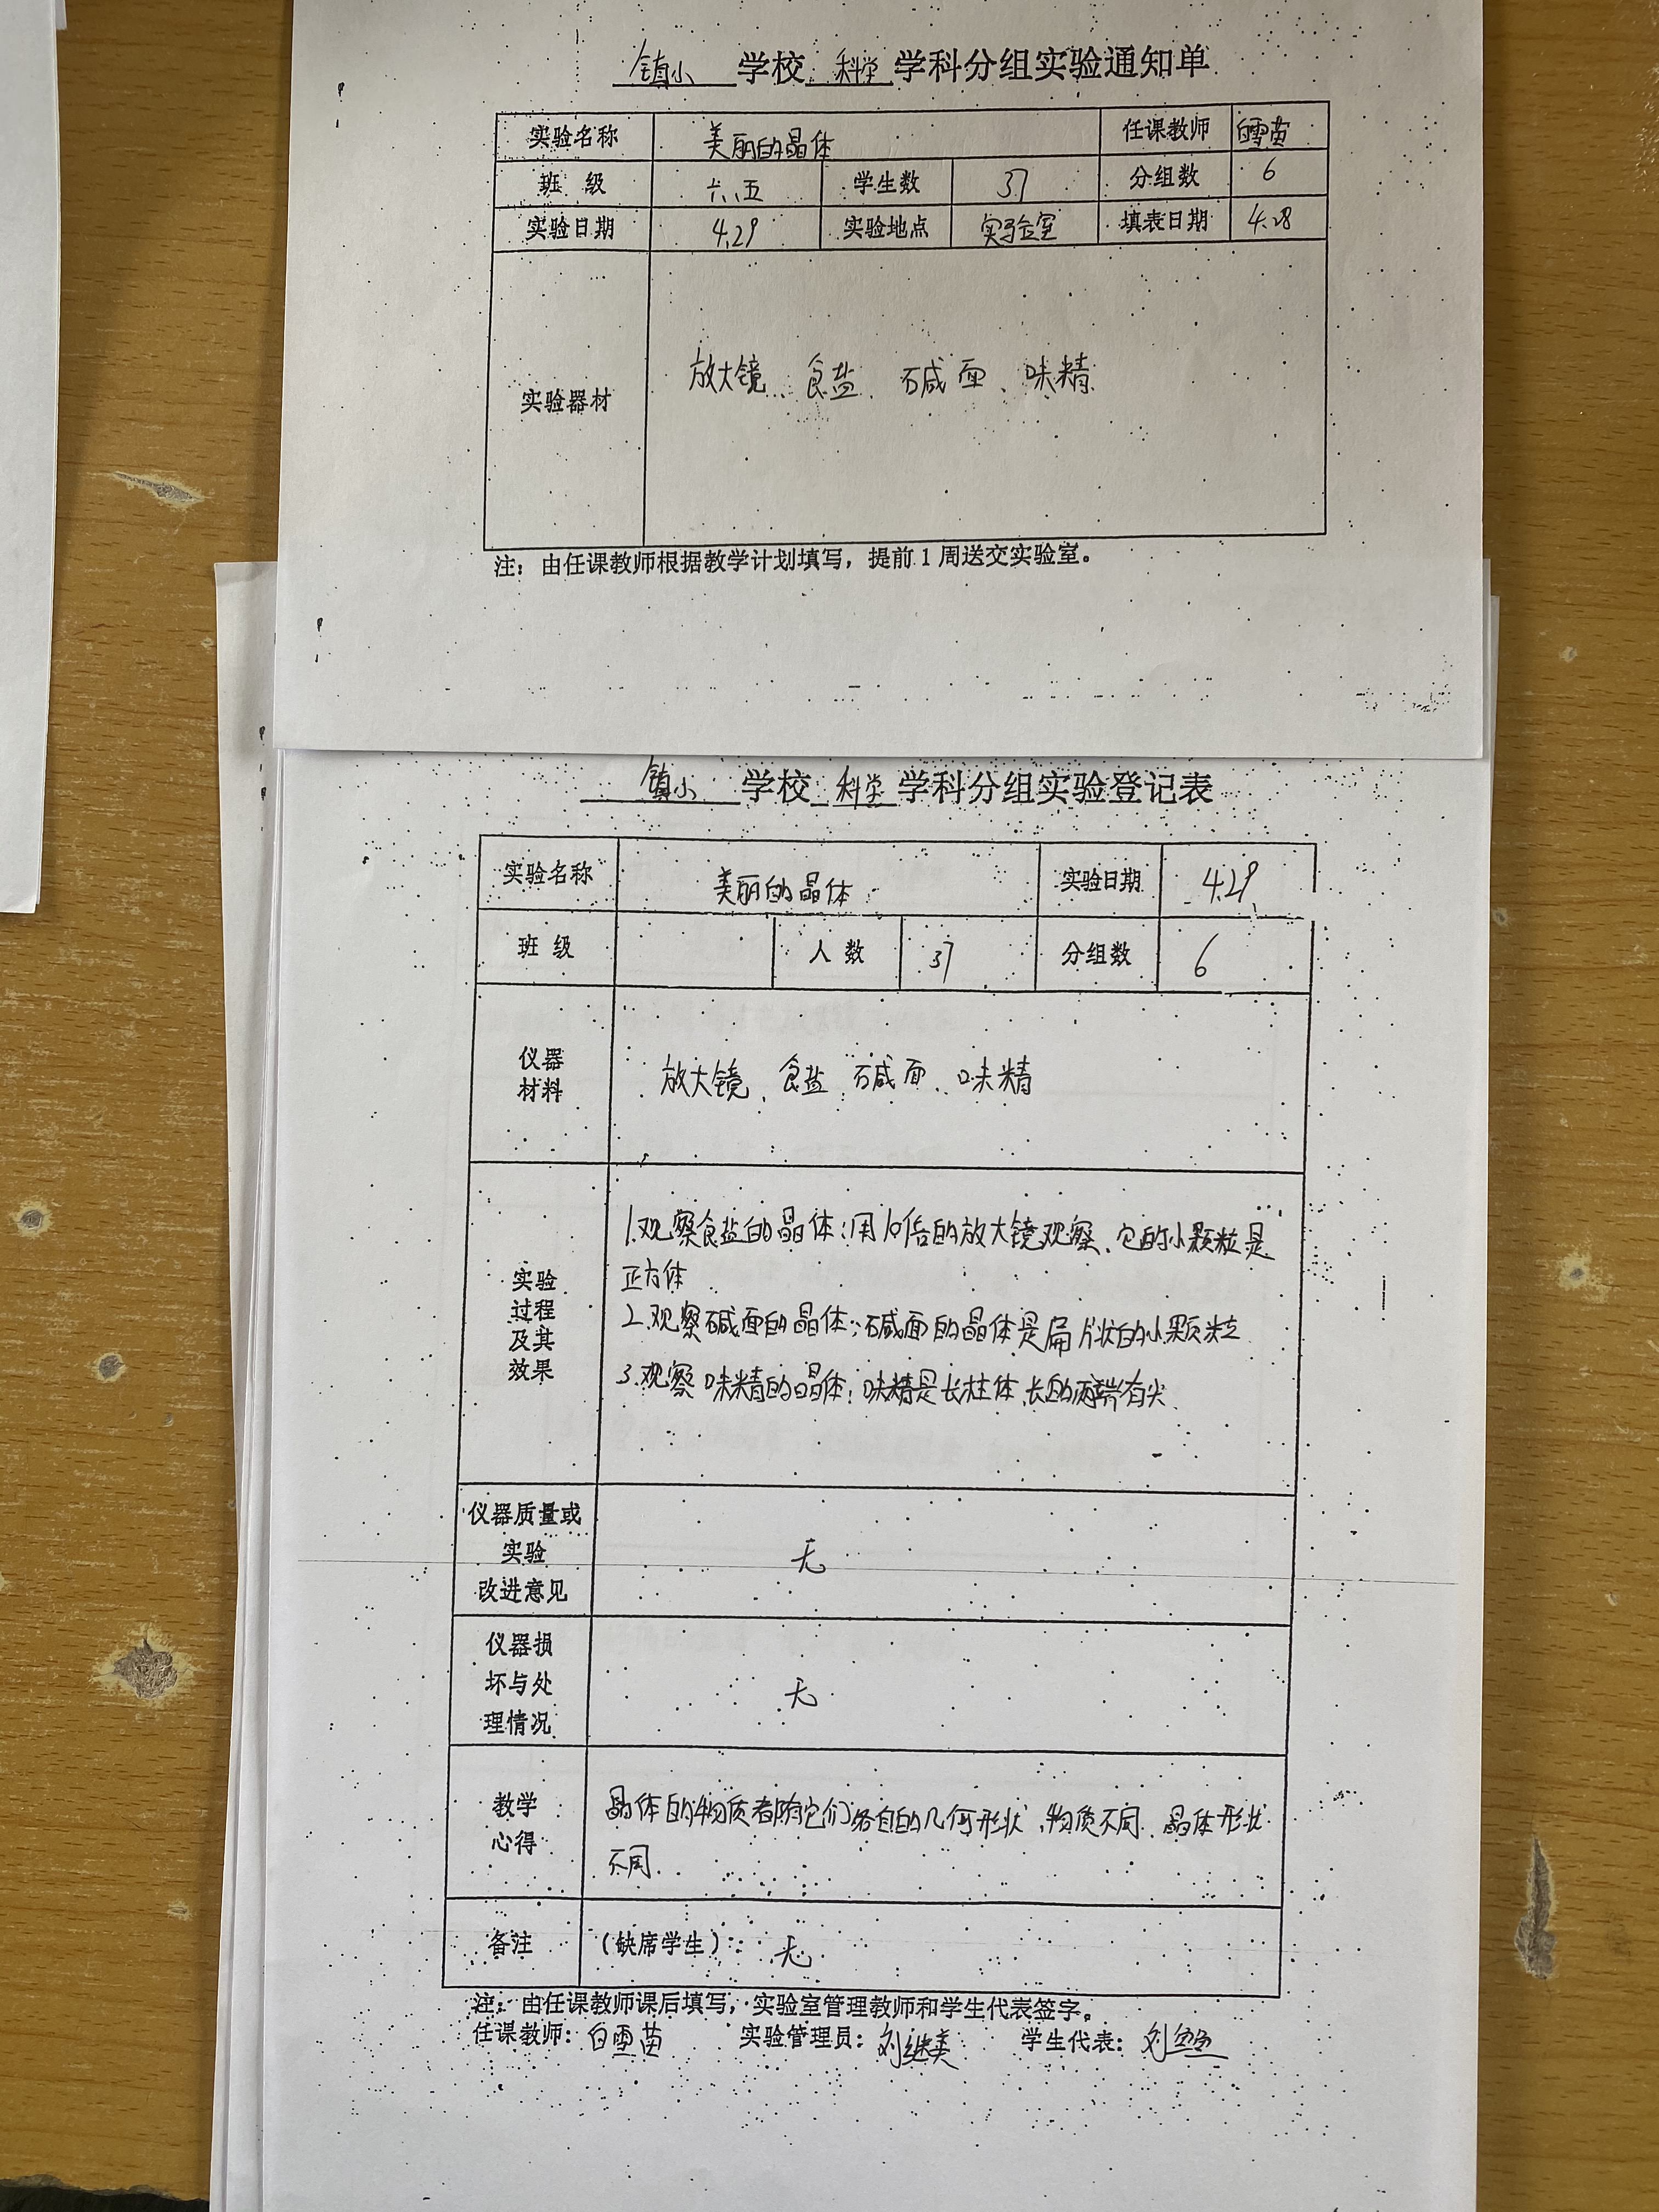 镇小 学校 科学 学科分组实验通知单
实验名称 美丽的晶体 任课教师 白雪苗
班 级 六.五 学生数 37 分组数 6
实验日期 4.29 实验地点 实验室 填表日期 4.28
实验器材 放大镜、食盐、碱面、味精
注：由任课教师根据教学计划填写，提前1周送交实验室。
镇小 学校 科学 学科分组实验登记表
实验名称 美丽的晶体 实验日期 4.29
班 级 人 数 37 分组数 6
仪器
材料
放大镜、食盐、碱面、味精
实验
过程
及其
效果
1.观察食盐的晶体:用10倍的放大镜观察、它的小颗粒是
正方体
2.观察碱面的晶体:碱面的晶体是扁片状的小颗粒
3.观察味精的晶体:味精是长柱体、长的两端有尖、
仪器质量或
实验
改进意见
无
仪器损
坏与处
理情况
无
教学
心得
晶体的物质都有它们各自的几何形状,物质不同、晶体形状
不同.
备注 （缺席学生）: 无
注：由任课教师课后填写，实验室管理教师和学生代表签字。
任课教师：白雪苗 实验管理员：刘继美 学生代表：刘